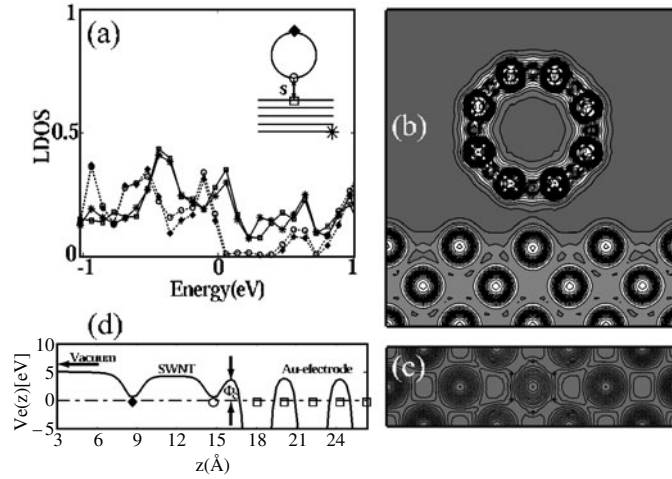 (a)
1
0.5
0
LDOS
s
-1
0
1
Energy(eV)
(b)
(c)
(d)
Vacuum
SWNT
Au-electrode
Φ
Ve(z)[eV]
10
5
0
-5
3
6
9
12
15
18
21
24
z(Å)